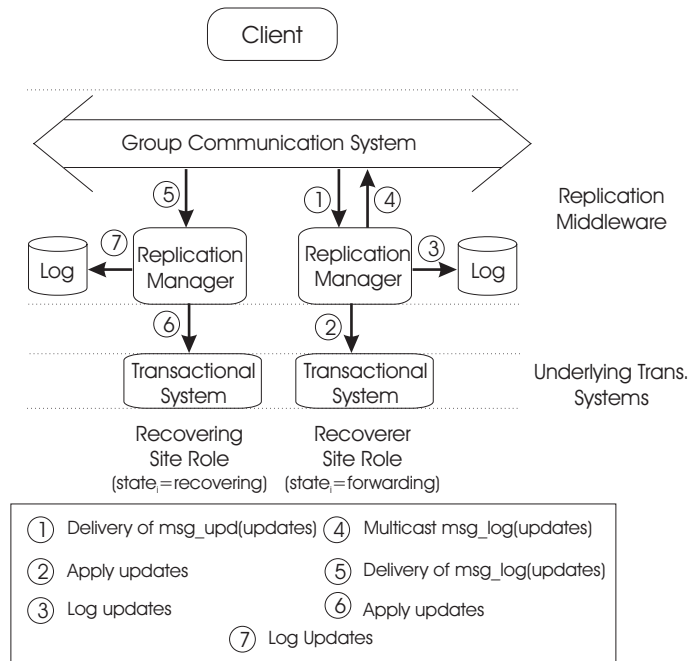 Client
Group Communication System
5
1
4
Replication
Middleware
7
3
Log
Replication
Manager
Replication
Manager
Log
6
2
Transactional
System
Transactional
System
Underlying Trans.
Systems
Recovering
Site Role
(stateᵢ=recovering)
Recoverer
Site Role
(stateᵢ=forwarding)
1 Delivery of msg_upd(updates)
4 Multicast msg_log(updates)
2 Apply updates
5 Delivery of msg_log(updates)
3 Log updates
6 Apply updates
7 Log Updates